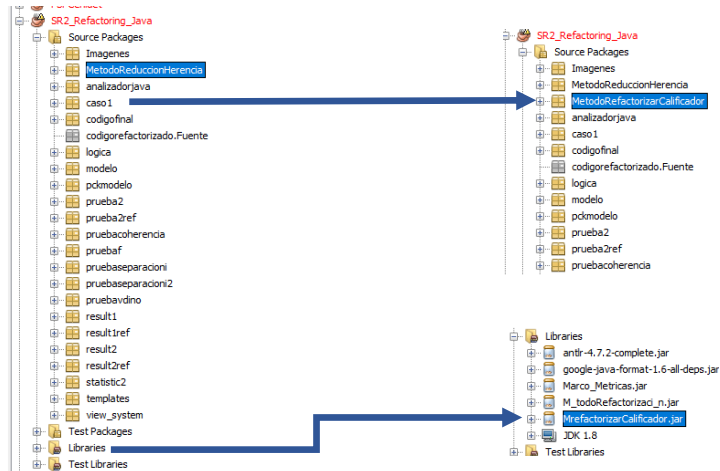 SR2_Refactoring_Java
Source Packages
Imagenes
MetodoReduccionHerencia
analizadorjava
caso1
codigofinal
codigorefactorizado.Fuente
logica
modelo
pckmodelo
prueba2
prueba2ref
pruebacoherencia
pruebaf
pruebaseparacioni
pruebaseparacioni2
pruebavdino
result1
result1ref
result2
result2ref
statistic2
templates
view_system
Test Packages
Libraries
Test Libraries
SR2_Refactoring_Java
Source Packages
Imagenes
MetodoReduccionHerencia
MetodoRefactorizarCalificador
analizadorjava
caso1
codigofinal
codigorefactorizado.Fuente
logica
modelo
pckmodelo
prueba2
prueba2ref
pruebacoherencia
Libraries
antlr-4.7.2-complete.jar
google-java-format-1.6-all-deps.jar
Marco_Metricas.jar
M_todoRefactorizaci_n.jar
MrefactorizarCalificador.jar
JDK 1.8
Test Libraries